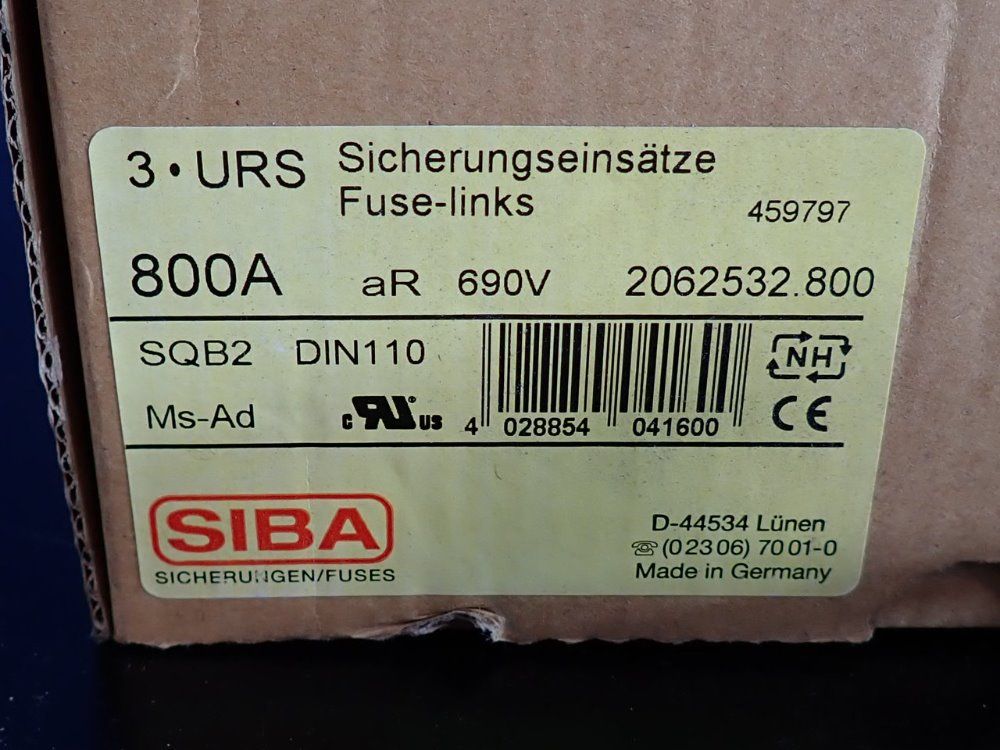 3 • URS Sicherungseinsätze
Fuse-links 459797
800A aR 690V 2062532.800
SQB2 DIN110
NH
Ms-Ad c RU® US CE
4 028854 041600
SIBA
SICHERUNGEN/FUSES
D-44534 Lünen
☏ (0 23 06) 70 01-0
Made in Germany